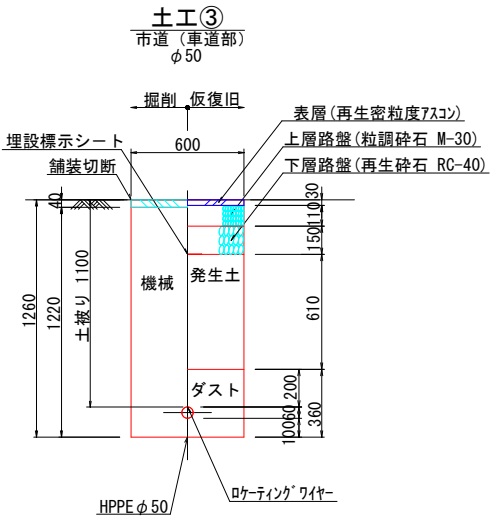 土工③
市道（車道部）
φ50
掘削
仮復旧
表層(再生密粒度ｱｽｺﾝ)
上層路盤(粒調砕石 M-30)
下層路盤(再生砕石 RC-40)
埋設標示シート
舗装切断
600
40
30
110
150
1260
1220
土被り 1100
機械
発生土
610
ダスト
200
60
100
360
HPPEφ50
ﾛｹｰﾃｨﾝｸﾞﾜｲﾔｰ